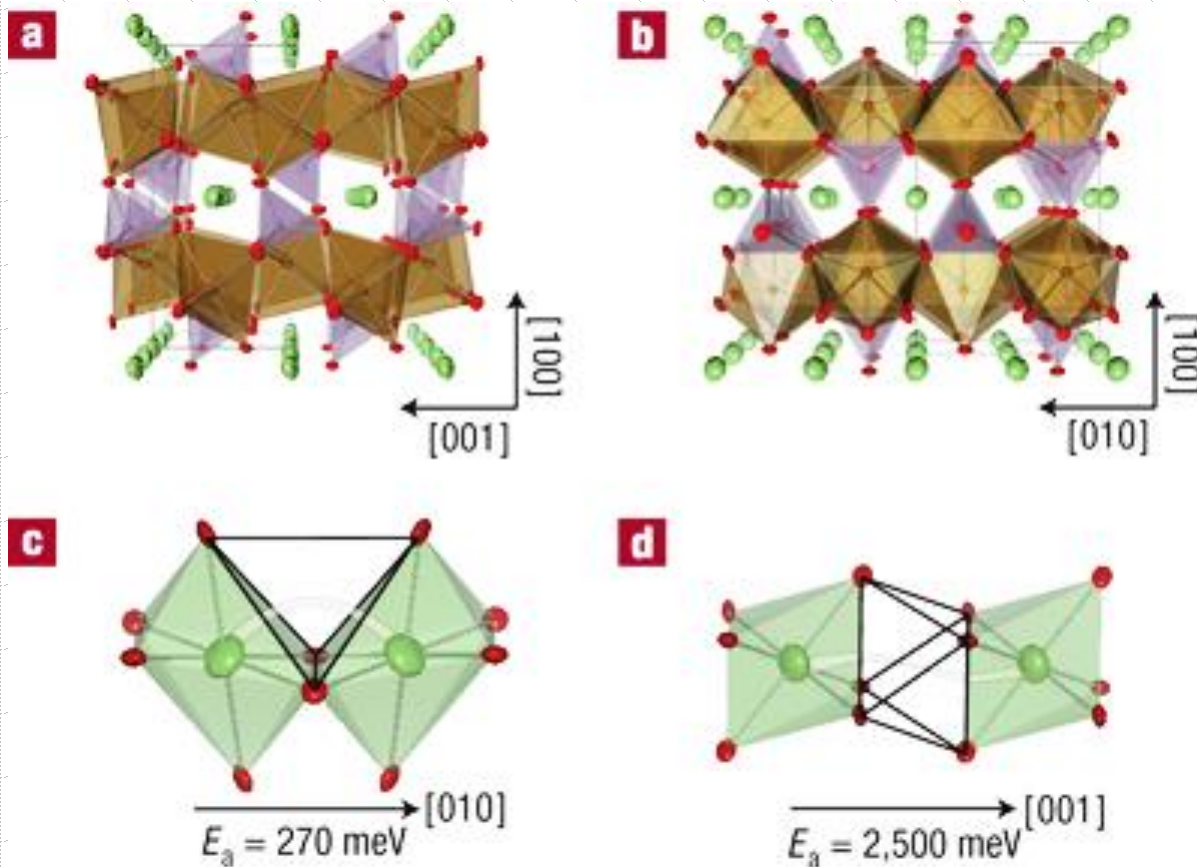 a
b
[100]
[001]
[100]
[010]
c
d
[010]
Eₐ = 270 meV
[001]
Eₐ = 2,500 meV